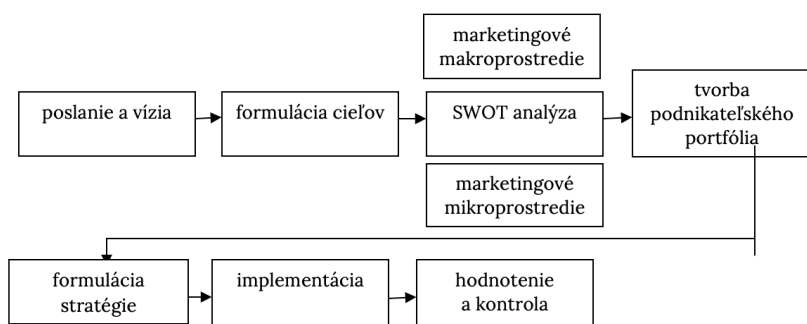 marketingové
makroprostredie
poslanie a vízia
formulácia cieľov
SWOT analýza
tvorba
podnikateľského
portfólia
marketingové
mikroprostredie
formulácia
stratégie
implementácia
hodnotenie
a kontrola